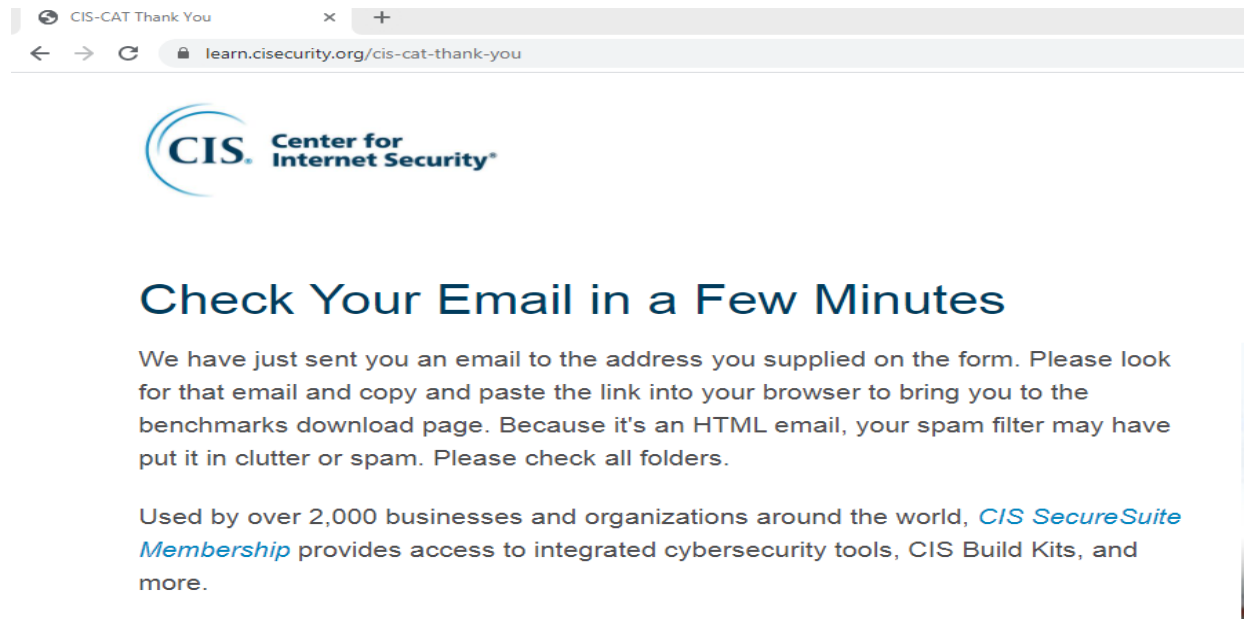 CIS-CAT Thank You
learn.cisecurity.org/cis-cat-thank-you
CIS. Center for
Internet Security®
Check Your Email in a Few Minutes
We have just sent you an email to the address you supplied on the form. Please look
for that email and copy and paste the link into your browser to bring you to the
benchmarks download page. Because it's an HTML email, your spam filter may have
put it in clutter or spam. Please check all folders.
Used by over 2,000 businesses and organizations around the world, CIS SecureSuite
Membership provides access to integrated cybersecurity tools, CIS Build Kits, and
more.